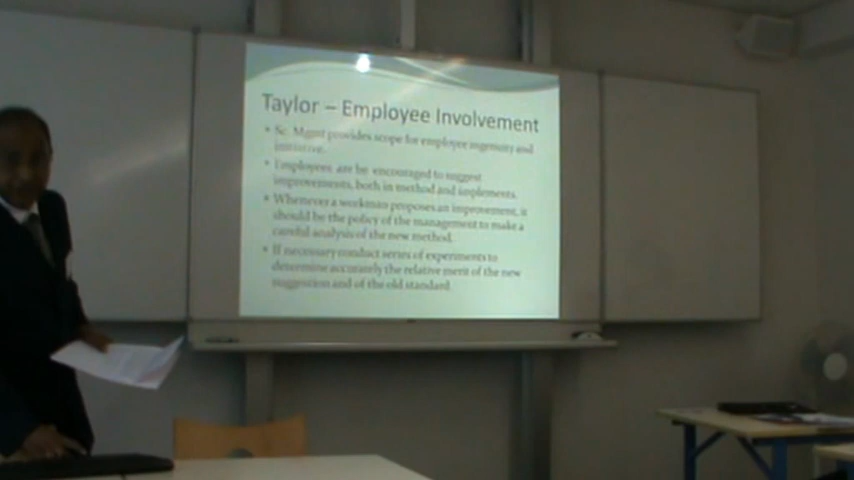 Taylor – Employee Involvement
• Sc. Mgmt provides scope for employee ingenuity and
initiative.
• Employees are be encouraged to suggest
improvements, both in method and implements.
• Whenever a workman proposes an improvement, it
should be the policy of the management to make a
careful analysis of the new method.
• If necessary conduct series of experiments to
determine accurately the relative merit of the new
suggestion and of the old standard